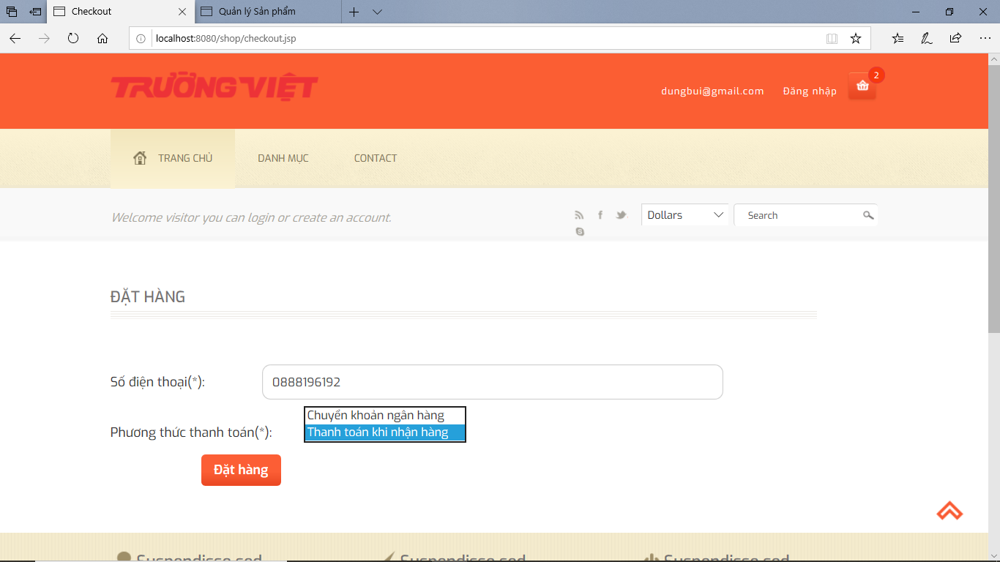 Checkout
Quản lý Sản phẩm
localhost:8080/shop/checkout.jsp
TRƯỜNG VIỆT
dungbui@gmail.com
Đăng nhập
2
TRANG CHỦ
DANH MỤC
CONTACT
Welcome visitor you can login or create an account.
Dollars
Search
ĐẶT HÀNG
Số điện thoại(*):
0888196192
Chuyển khoản ngân hàng
Phương thức thanh toán(*):
Thanh toán khi nhận hàng
Đặt hàng
Suspendisse sed
Suspendisse sed
Suspendisse sed